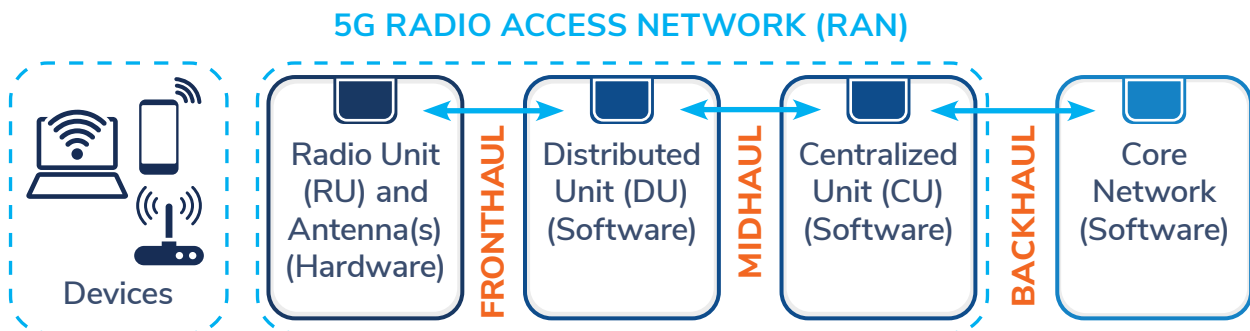 5G RADIO ACCESS NETWORK (RAN)
Devices
Radio Unit
(RU) and
Antenna(s)
(Hardware)
FRONTHAUL
Distributed
Unit (DU)
(Software)
MIDHAUL
Centralized
Unit (CU)
(Software)
BACKHAUL
Core
Network
(Software)